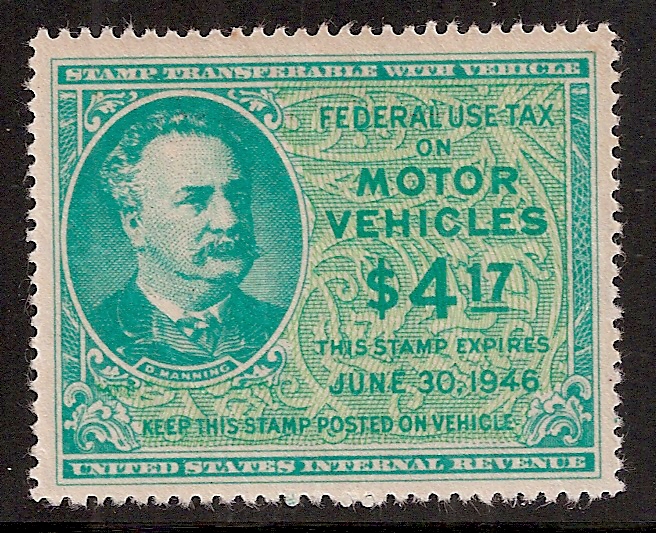 STAMP TRANSFERABLE WITH VEHICLE
FEDERAL USE TAX
ON
MOTOR
VEHICLES
$4.17
THIS STAMP EXPIRES
JUNE 30, 1946
D. MANNING
KEEP THIS STAMP POSTED ON VEHICLE
UNITED STATES INTERNAL REVENUE